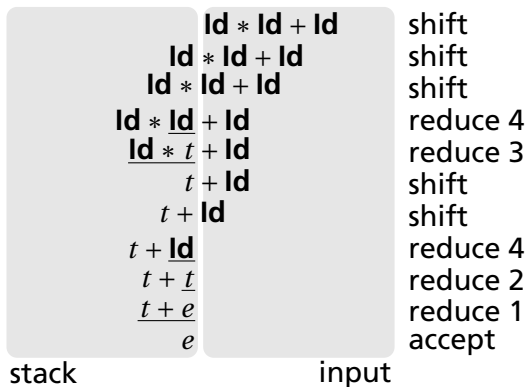 Id * Id + Id shift
Id * Id + Id shift
Id * Id + Id shift
Id * Id + Id reduce 4
Id * t + Id reduce 3
t + Id shift
t + Id shift
t + Id reduce 4
t + t reduce 2
t + e reduce 1
e accept
stack input